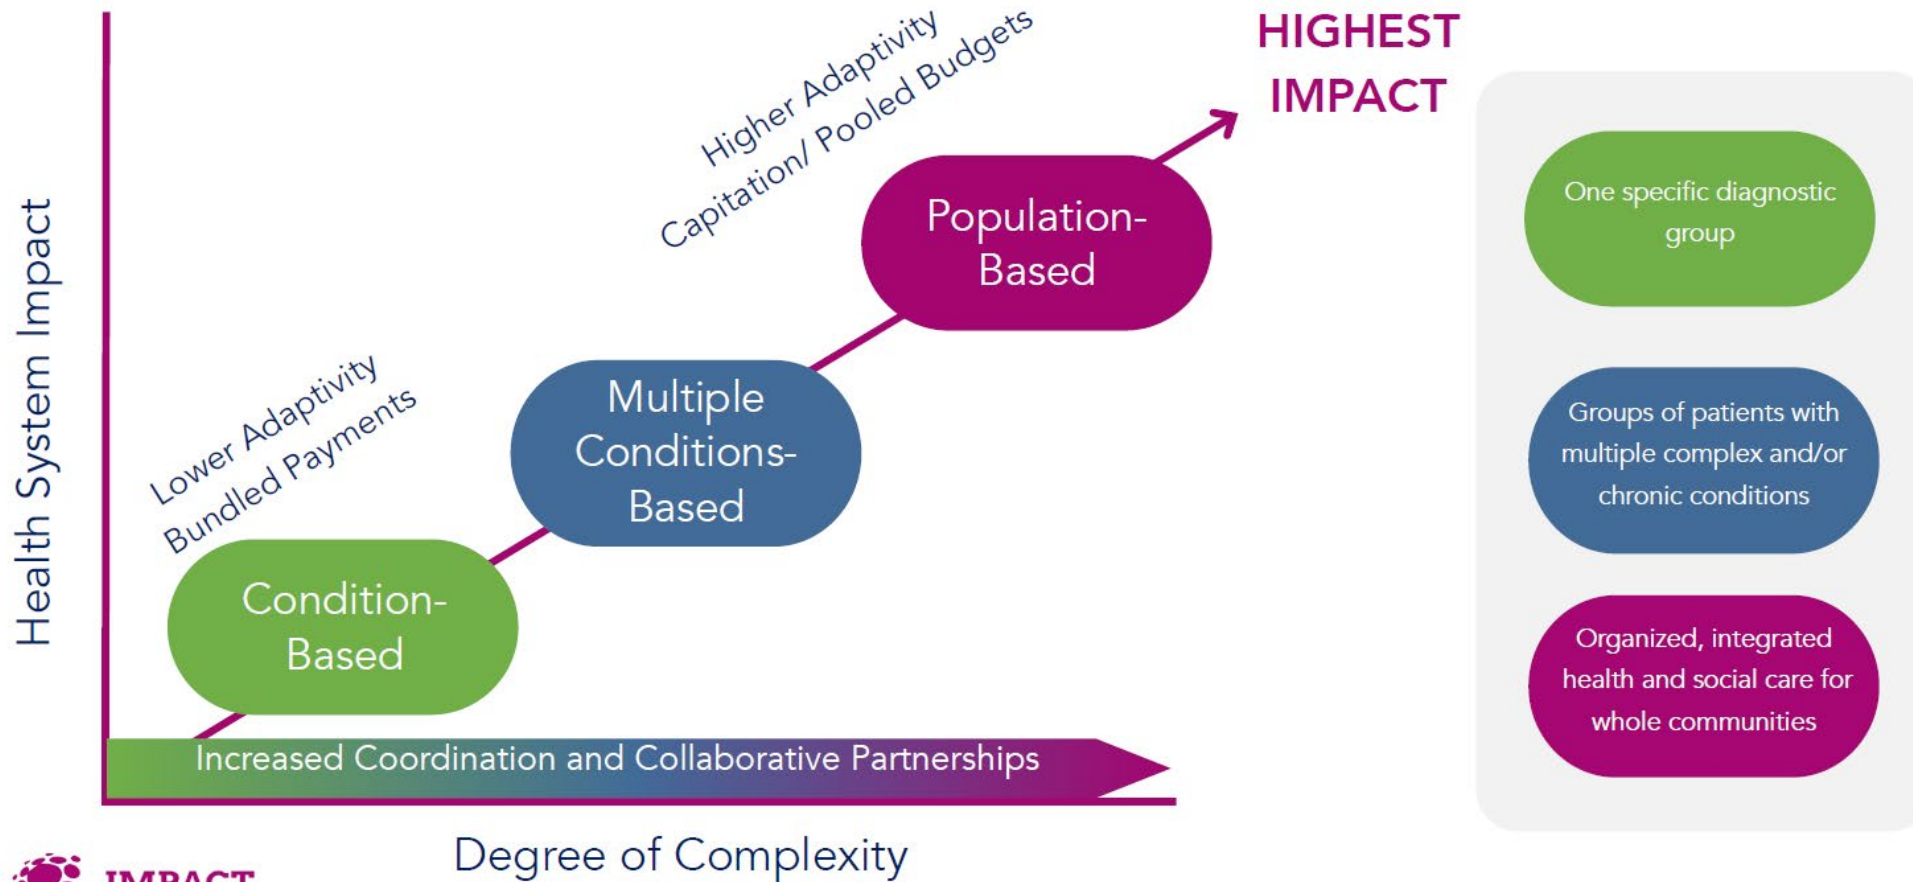 HIGHEST
IMPACT
Higher Adaptivity
Capitation/ Pooled Budgets
Population-
Based
Multiple
Conditions-
Based
Lower Adaptivity
Bundled Payments
Condition-
Based
Health System Impact
Increased Coordination and Collaborative Partnerships
Degree of Complexity
One specific diagnostic
group
Groups of patients with
multiple complex and/or
chronic conditions
Organized, integrated
health and social care for
whole communities
IMPACT